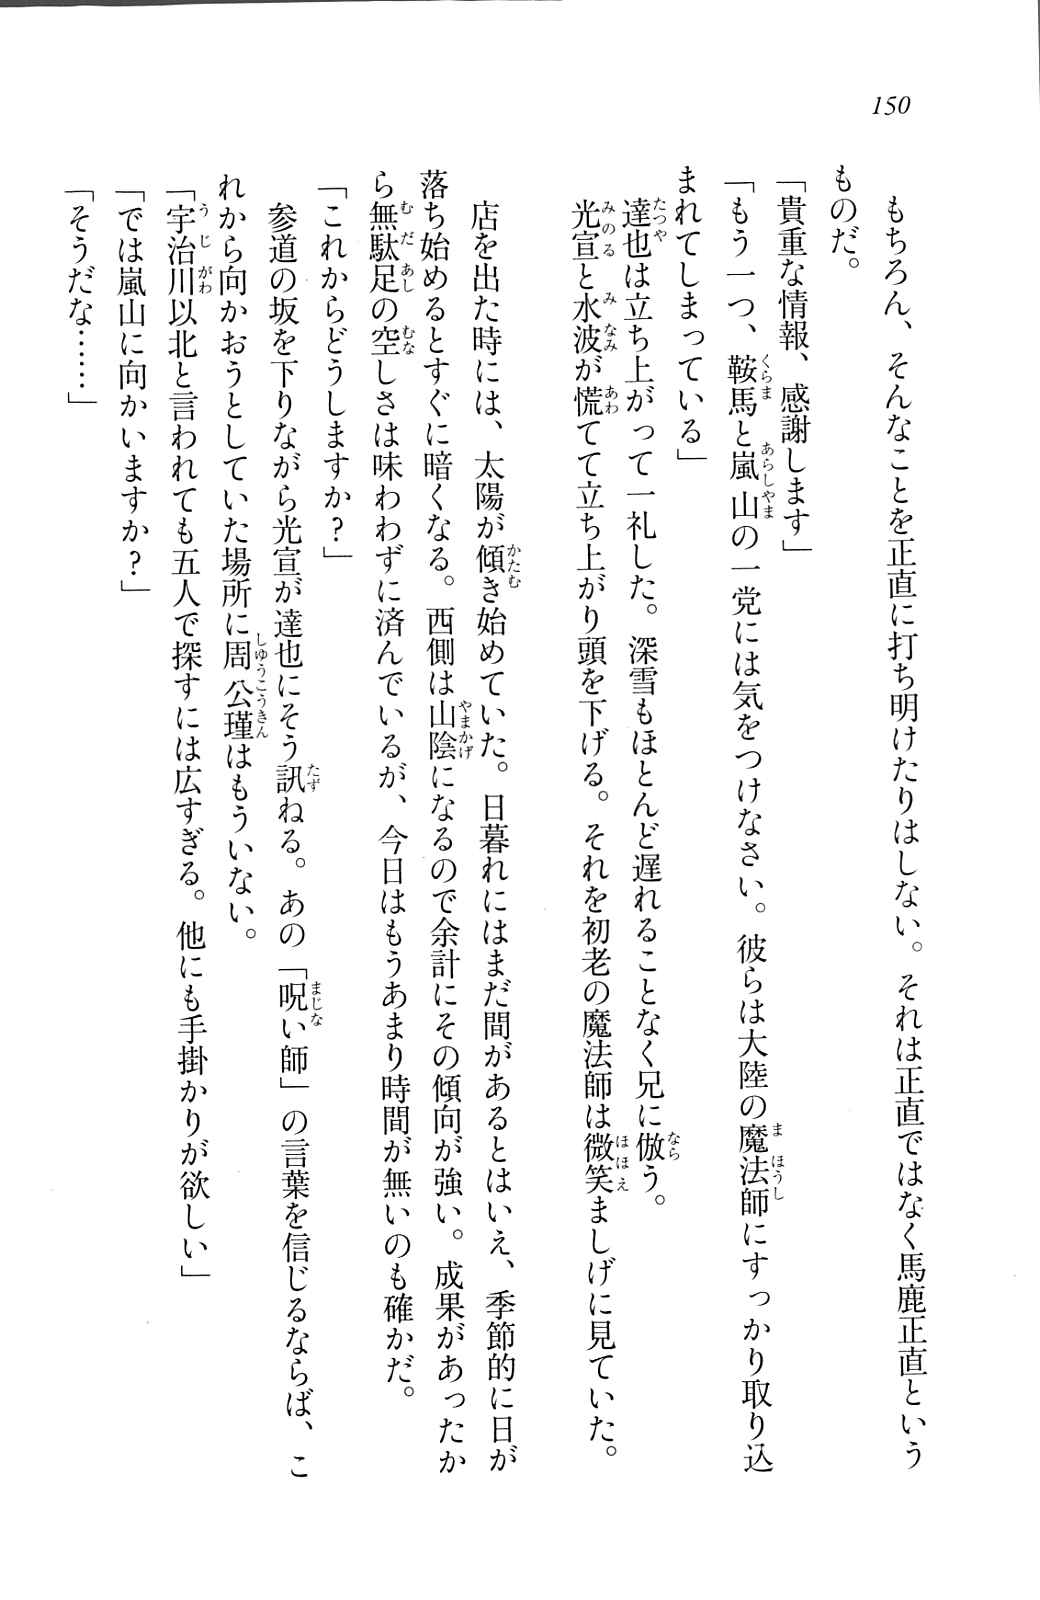 150
もちろん、そんなことを正直に打ち明けたりはしない。それは正直ではなく馬鹿正直という
ものだ。
「貴重な情報、感謝します」
「もう一つ、鞍馬と嵐山の一党には気をつけなさい。彼らは大陸の魔法師にすっかり取り込
まれてしまっている」
達也は立ち上がって一礼した。深雪もほとんど遅れることなく兄に倣う。
光宣と水波が慌てて立ち上がり頭を下げる。それを初老の魔法師は微笑ましげに見ていた。
店を出た時には、太陽が傾き始めていた。日暮れにはまだ間があるとはいえ、季節的に日が
落ち始めるとすぐに暗くなる。西側は山陰になるので余計にその傾向が強い。成果があったか
ら無駄足の空しさは味わわずに済んでいるが、今日はもうあまり時間が無いのも確かだ。
「これからどうしますか？」
参道の坂を下りながら光宣が達也にそう訊ねる。あの「呪い師」の言葉を信じるならば、こ
れから向かおうとしていた場所に周公瑾はもういない。
「宇治川以北と言われても五人で探すには広すぎる。他にも手掛かりが欲しい」
「では嵐山に向かいますか？」
「そうだな……」